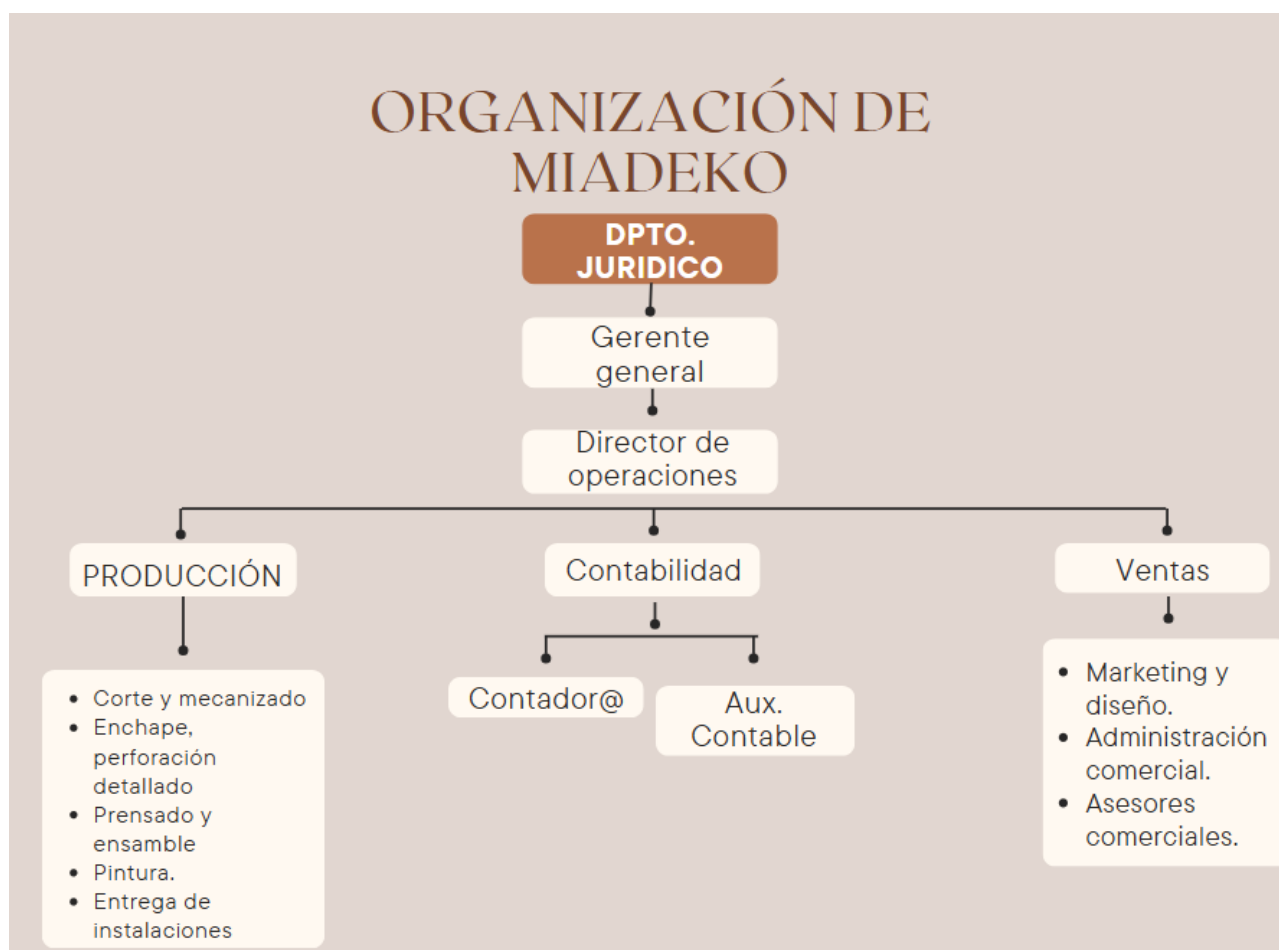 ORGANIZACIÓN DE
MIADEKO
DPTO.
JURIDICO
Gerente
general
Director de
operaciones
PRODUCCIÓN
Contabilidad
Ventas
• Corte y mecanizado
• Enchape,
perforación
detallado
• Prensado y
ensamble
• Pintura.
• Entrega de
instalaciones
Contador@
Aux.
Contable
• Marketing y
diseño.
• Administración
comercial.
• Asesores
comerciales.